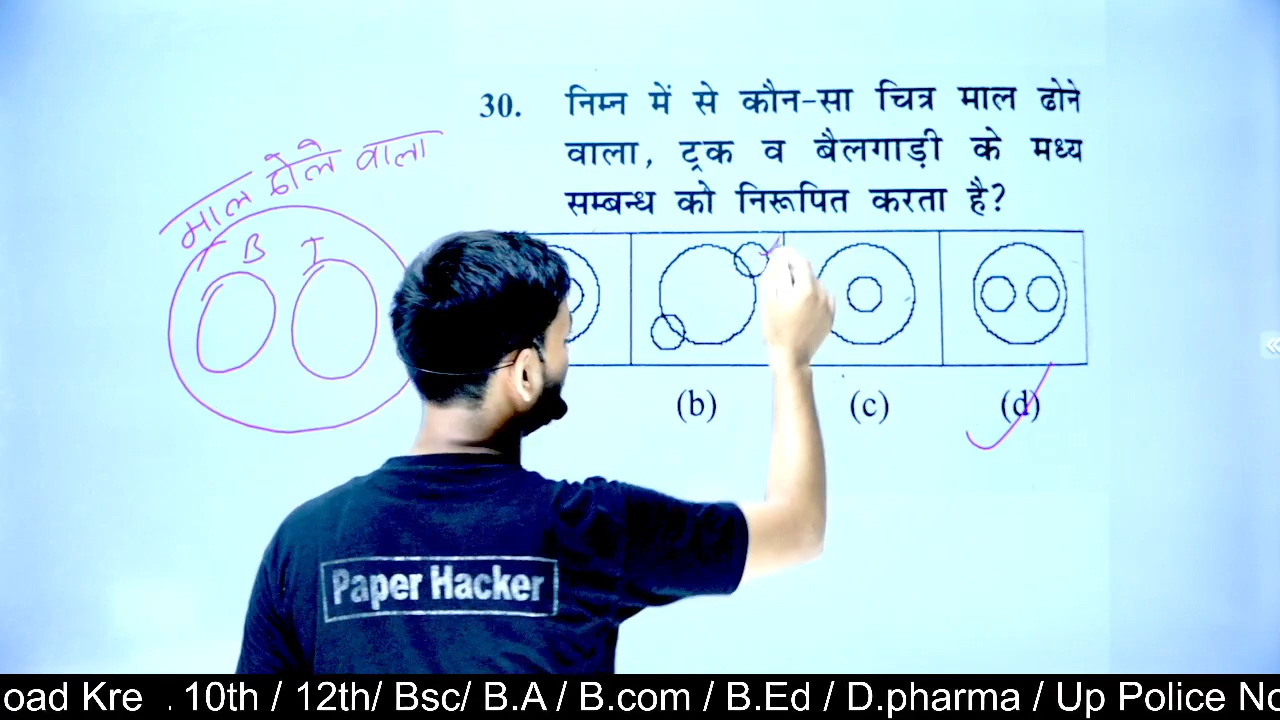 30. निम्न में से कौन-सा चित्र माल ढोने
वाला, ट्रक व बैलगाड़ी के मध्य
सम्बन्ध को निरूपित करता है?
माल ढोले वाला
B I
(b) (c) (d)
Paper Hacker
oad Kre . 10th / 12th/ Bsc/ B.A / B.com / B.Ed / D.pharma / Up Police No